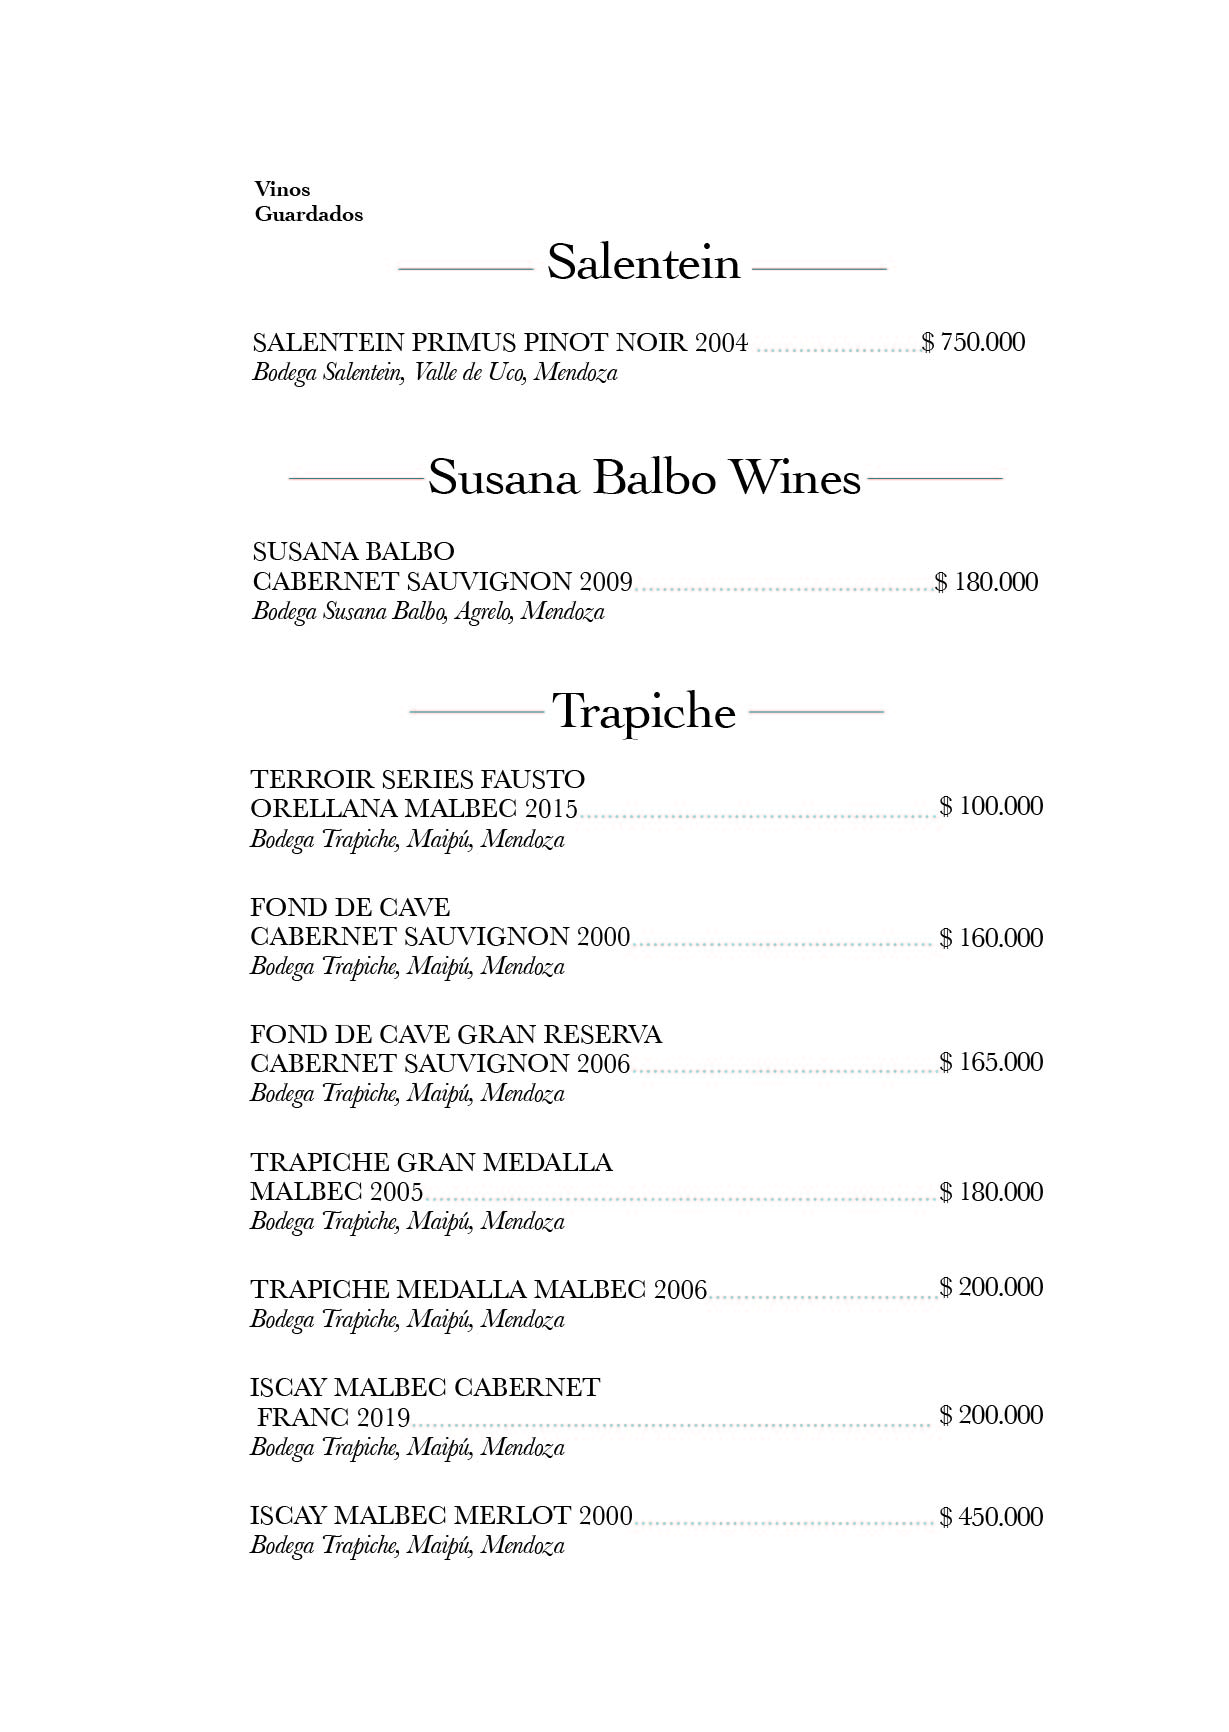 Vinos
Guardados
Salentein
SALENTEIN PRIMUS PINOT NOIR 2004 ........................ $ 750.000
Bodega Salentein, Valle de Uco, Mendoza
Susana Balbo Wines
SUSANA BALBO
CABERNET SAUVIGNON 2009 ........................ $ 180.000
Bodega Susana Balbo, Agrelo, Mendoza
Trapiche
TERROIR SERIES FAUSTO
ORELLANA MALBEC 2015 ........................ $ 100.000
Bodega Trapiche, Maipú, Mendoza
FOND DE CAVE
CABERNET SAUVIGNON 2000 ........................ $ 160.000
Bodega Trapiche, Maipú, Mendoza
FOND DE CAVE GRAN RESERVA
CABERNET SAUVIGNON 2006 ........................ $ 165.000
Bodega Trapiche, Maipú, Mendoza
TRAPICHE GRAN MEDALLA
MALBEC 2005 ........................ $ 180.000
Bodega Trapiche, Maipú, Mendoza
TRAPICHE MEDALLA MALBEC 2006 ........................ $ 200.000
Bodega Trapiche, Maipú, Mendoza
ISCAY MALBEC CABERNET
FRANC 2019 ........................ $ 200.000
Bodega Trapiche, Maipú, Mendoza
ISCAY MALBEC MERLOT 2000 ........................ $ 450.000
Bodega Trapiche, Maipú, Mendoza